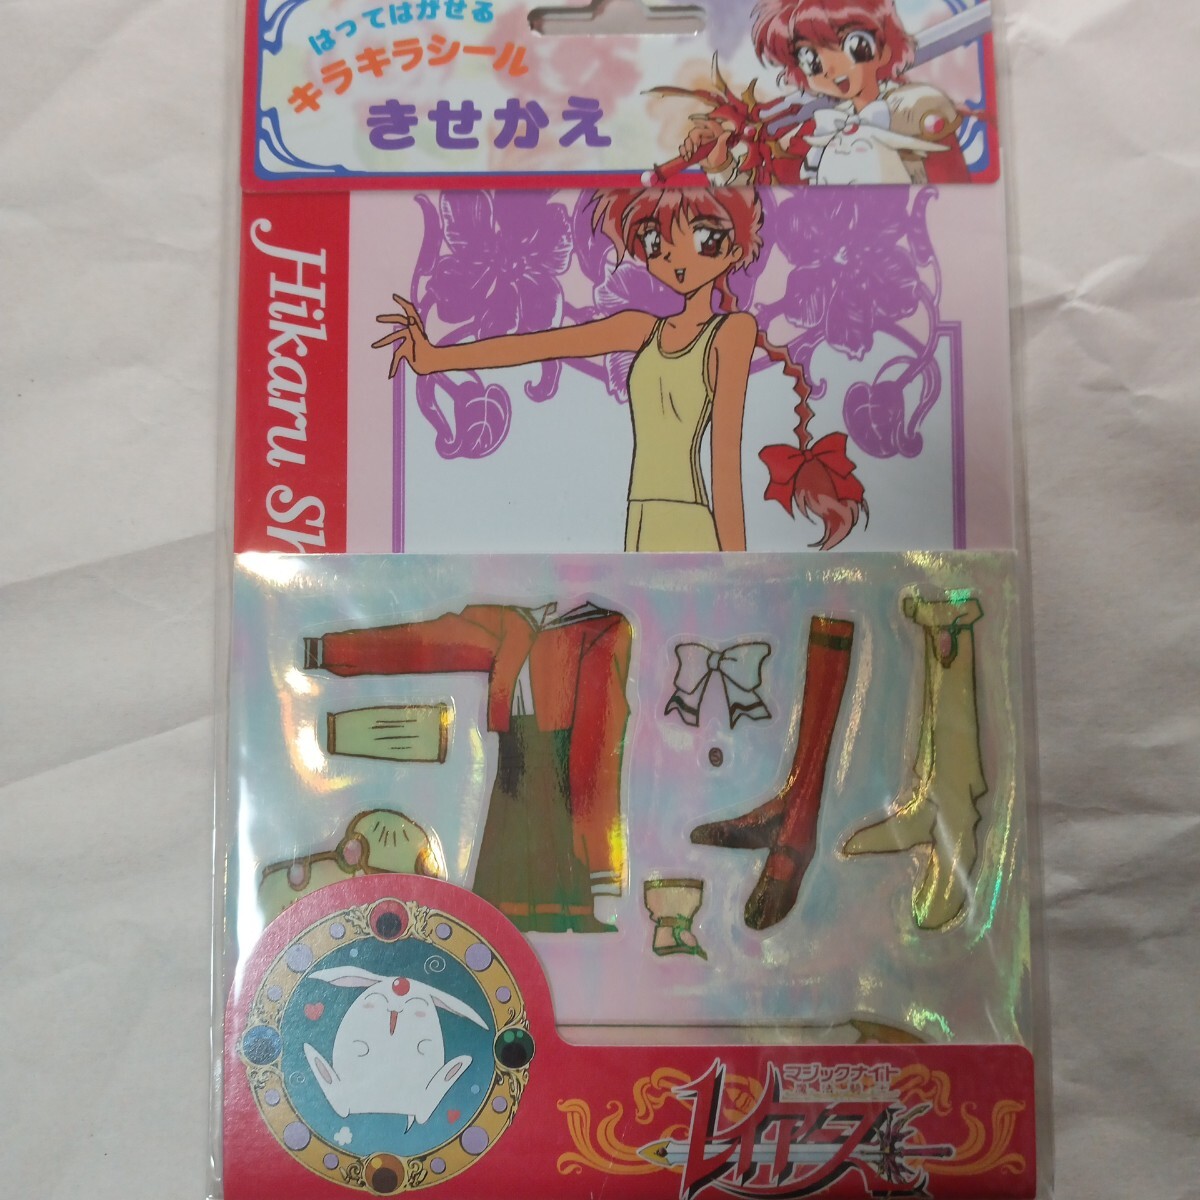 はってはがせる
キラキラシール
きせかえ
Hikaru Sh
マジックナイト
レイアース